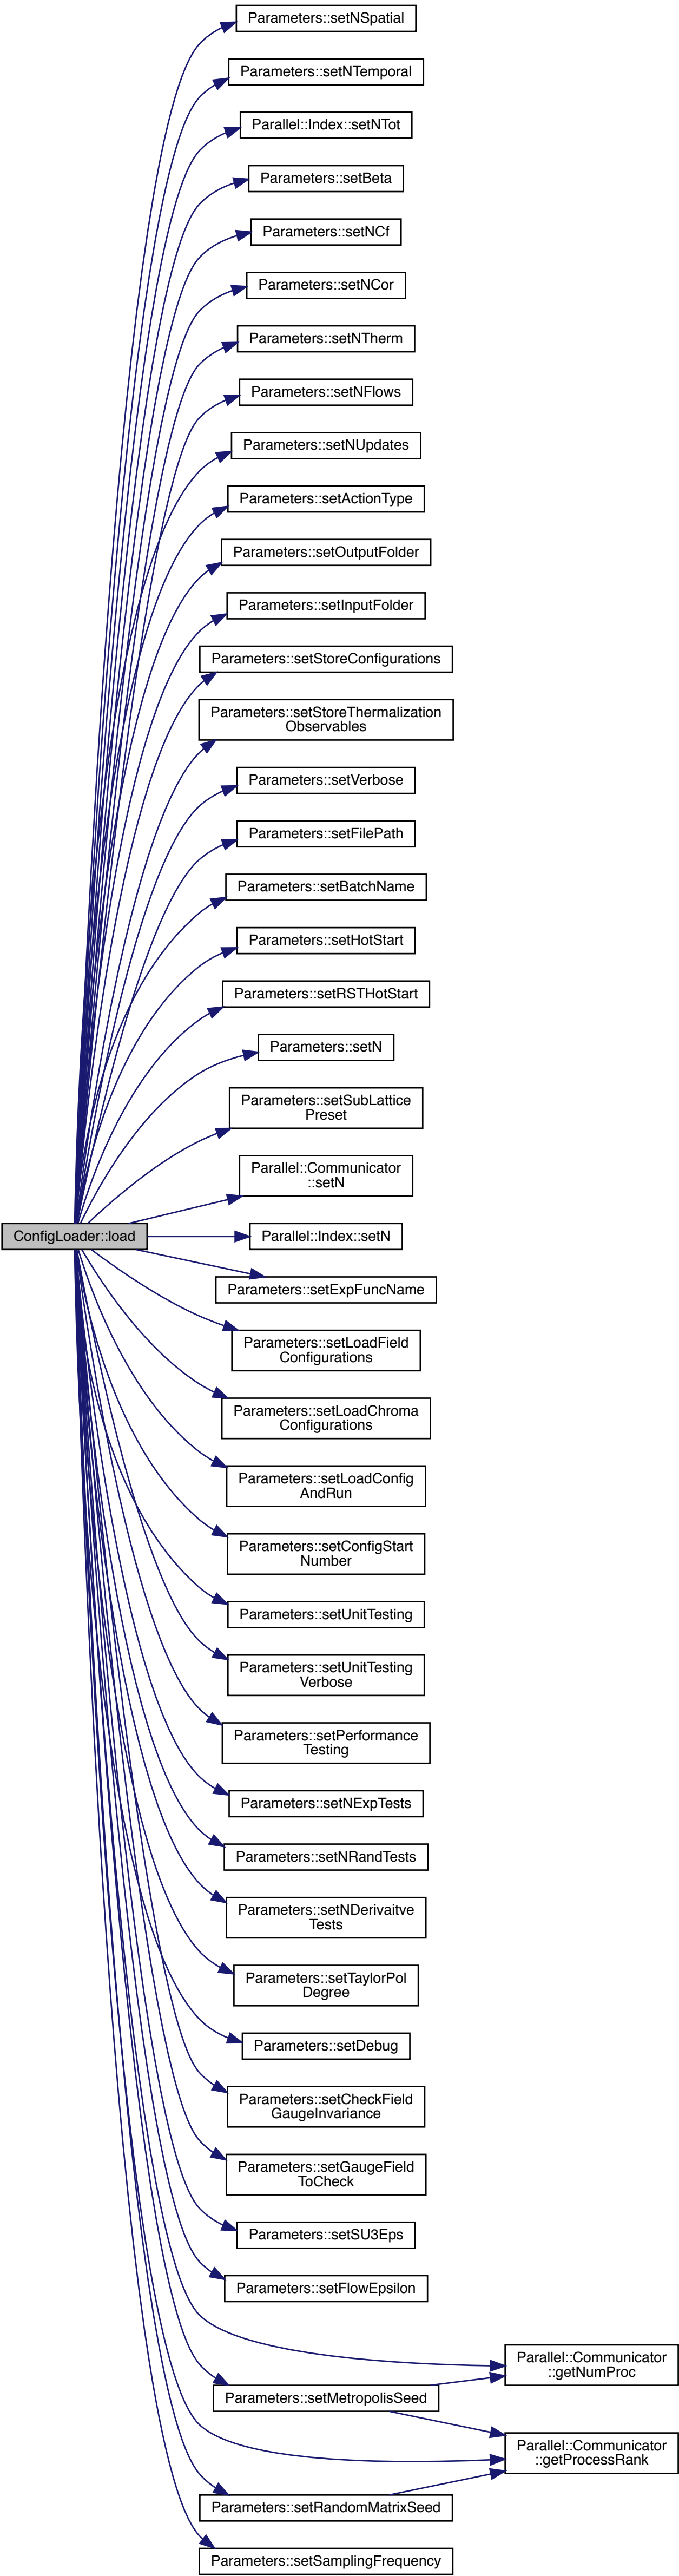 Parameters::setNSpatial
Parameters::setNTemporal
Parallel::Index::setNTot
Parameters::setBeta
Parameters::setNCf
Parameters::setNCor
Parameters::setNTherm
Parameters::setNFlows
Parameters::setNUpdates
Parameters::setActionType
Parameters::setOutputFolder
Parameters::setInputFolder
Parameters::setStoreConfigurations
Parameters::setStoreThermalization
Observables
Parameters::setVerbose
Parameters::setFilePath
Parameters::setBatchName
Parameters::setHotStart
Parameters::setRSTHotStart
Parameters::setN
Parameters::setSubLattice
Preset
Parallel::Communicator
::setN
ConfigLoader::load
Parallel::Index::setN
Parameters::setExpFuncName
Parameters::setLoadField
Configurations
Parameters::setLoadChroma
Configurations
Parameters::setLoadConfig
AndRun
Parameters::setConfigStart
Number
Parameters::setUnitTesting
Parameters::setUnitTesting
Verbose
Parameters::setPerformance
Testing
Parameters::setNExpTests
Parameters::setNRandTests
Parameters::setNDerivaitve
Tests
Parameters::setTaylorPol
Degree
Parameters::setDebug
Parameters::setCheckField
GaugeInvariance
Parameters::setGaugeField
ToCheck
Parameters::setSU3Eps
Parameters::setFlowEpsilon
Parallel::Communicator
::getNumProc
Parameters::setMetropolisSeed
Parallel::Communicator
::getProcessRank
Parameters::setRandomMatrixSeed
Parameters::setSamplingFrequency